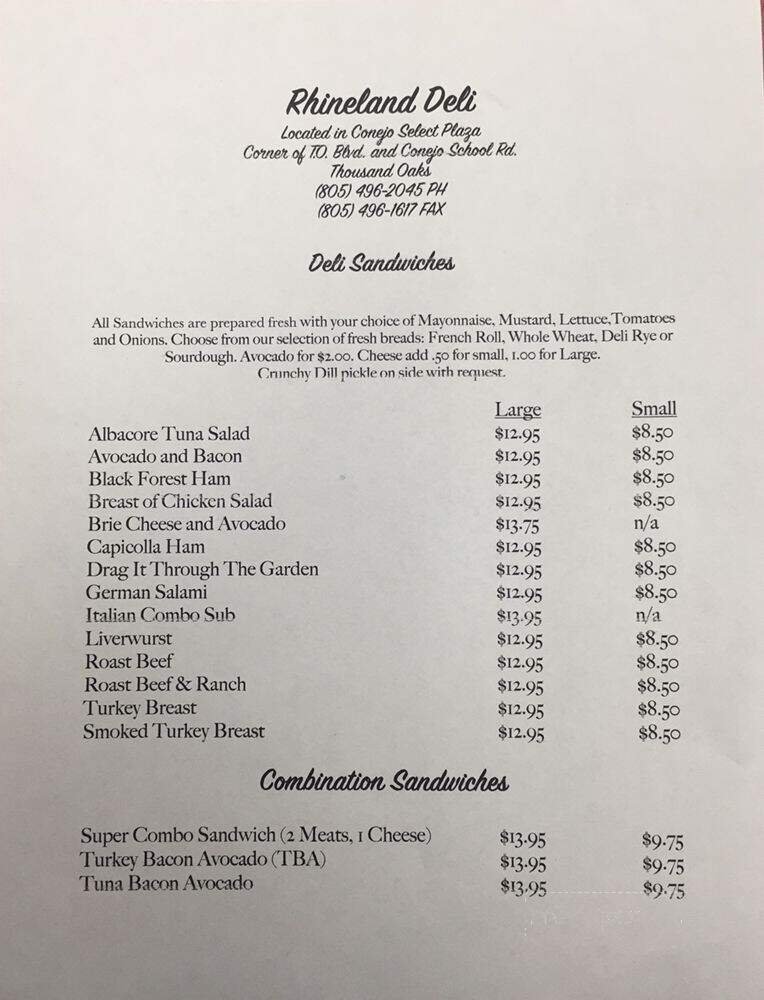 Rhineland Deli
Located in Conejo Select Plaza
Corner of T.O. Blvd. and Conejo School Rd.
Thousand Oaks
(805) 496-2045 PH
(805) 496-1617 FAX
Deli Sandwiches
All Sandwiches are prepared fresh with your choice of Mayonnaise, Mustard, Lettuce,Tomatoes
and Onions. Choose from our selection of fresh breads: French Roll, Whole Wheat, Deli Rye or
Sourdough. Avocado for $2.00. Cheese add .50 for small, 1.00 for Large.
Crunchy Dill pickle on side with request.
Large Small
Albacore Tuna Salad $12.95 $8.50
Avocado and Bacon $12.95 $8.50
Black Forest Ham $12.95 $8.50
Breast of Chicken Salad $12.95 $8.50
Brie Cheese and Avocado $13.75 n/a
Capicolla Ham $12.95 $8.50
Drag It Through The Garden $12.95 $8.50
German Salami $12.95 $8.50
Italian Combo Sub $13.95 n/a
Liverwurst $12.95 $8.50
Roast Beef $12.95 $8.50
Roast Beef & Ranch $12.95 $8.50
Turkey Breast $12.95 $8.50
Smoked Turkey Breast $12.95 $8.50
Combination Sandwiches
Super Combo Sandwich (2 Meats, 1 Cheese) $13.95 $9.75
Turkey Bacon Avocado (TBA) $13.95 $9.75
Tuna Bacon Avocado $13.95 $9.75